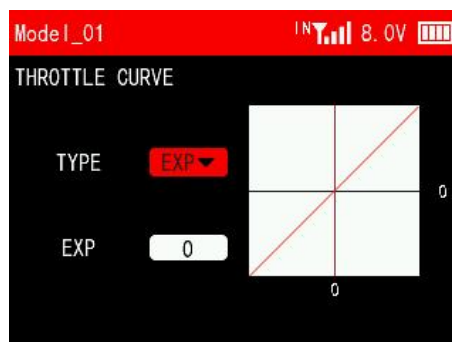 Model_01 IN 8.0V
THROTTLE CURVE
TYPE EXP
0
EXP 0
0